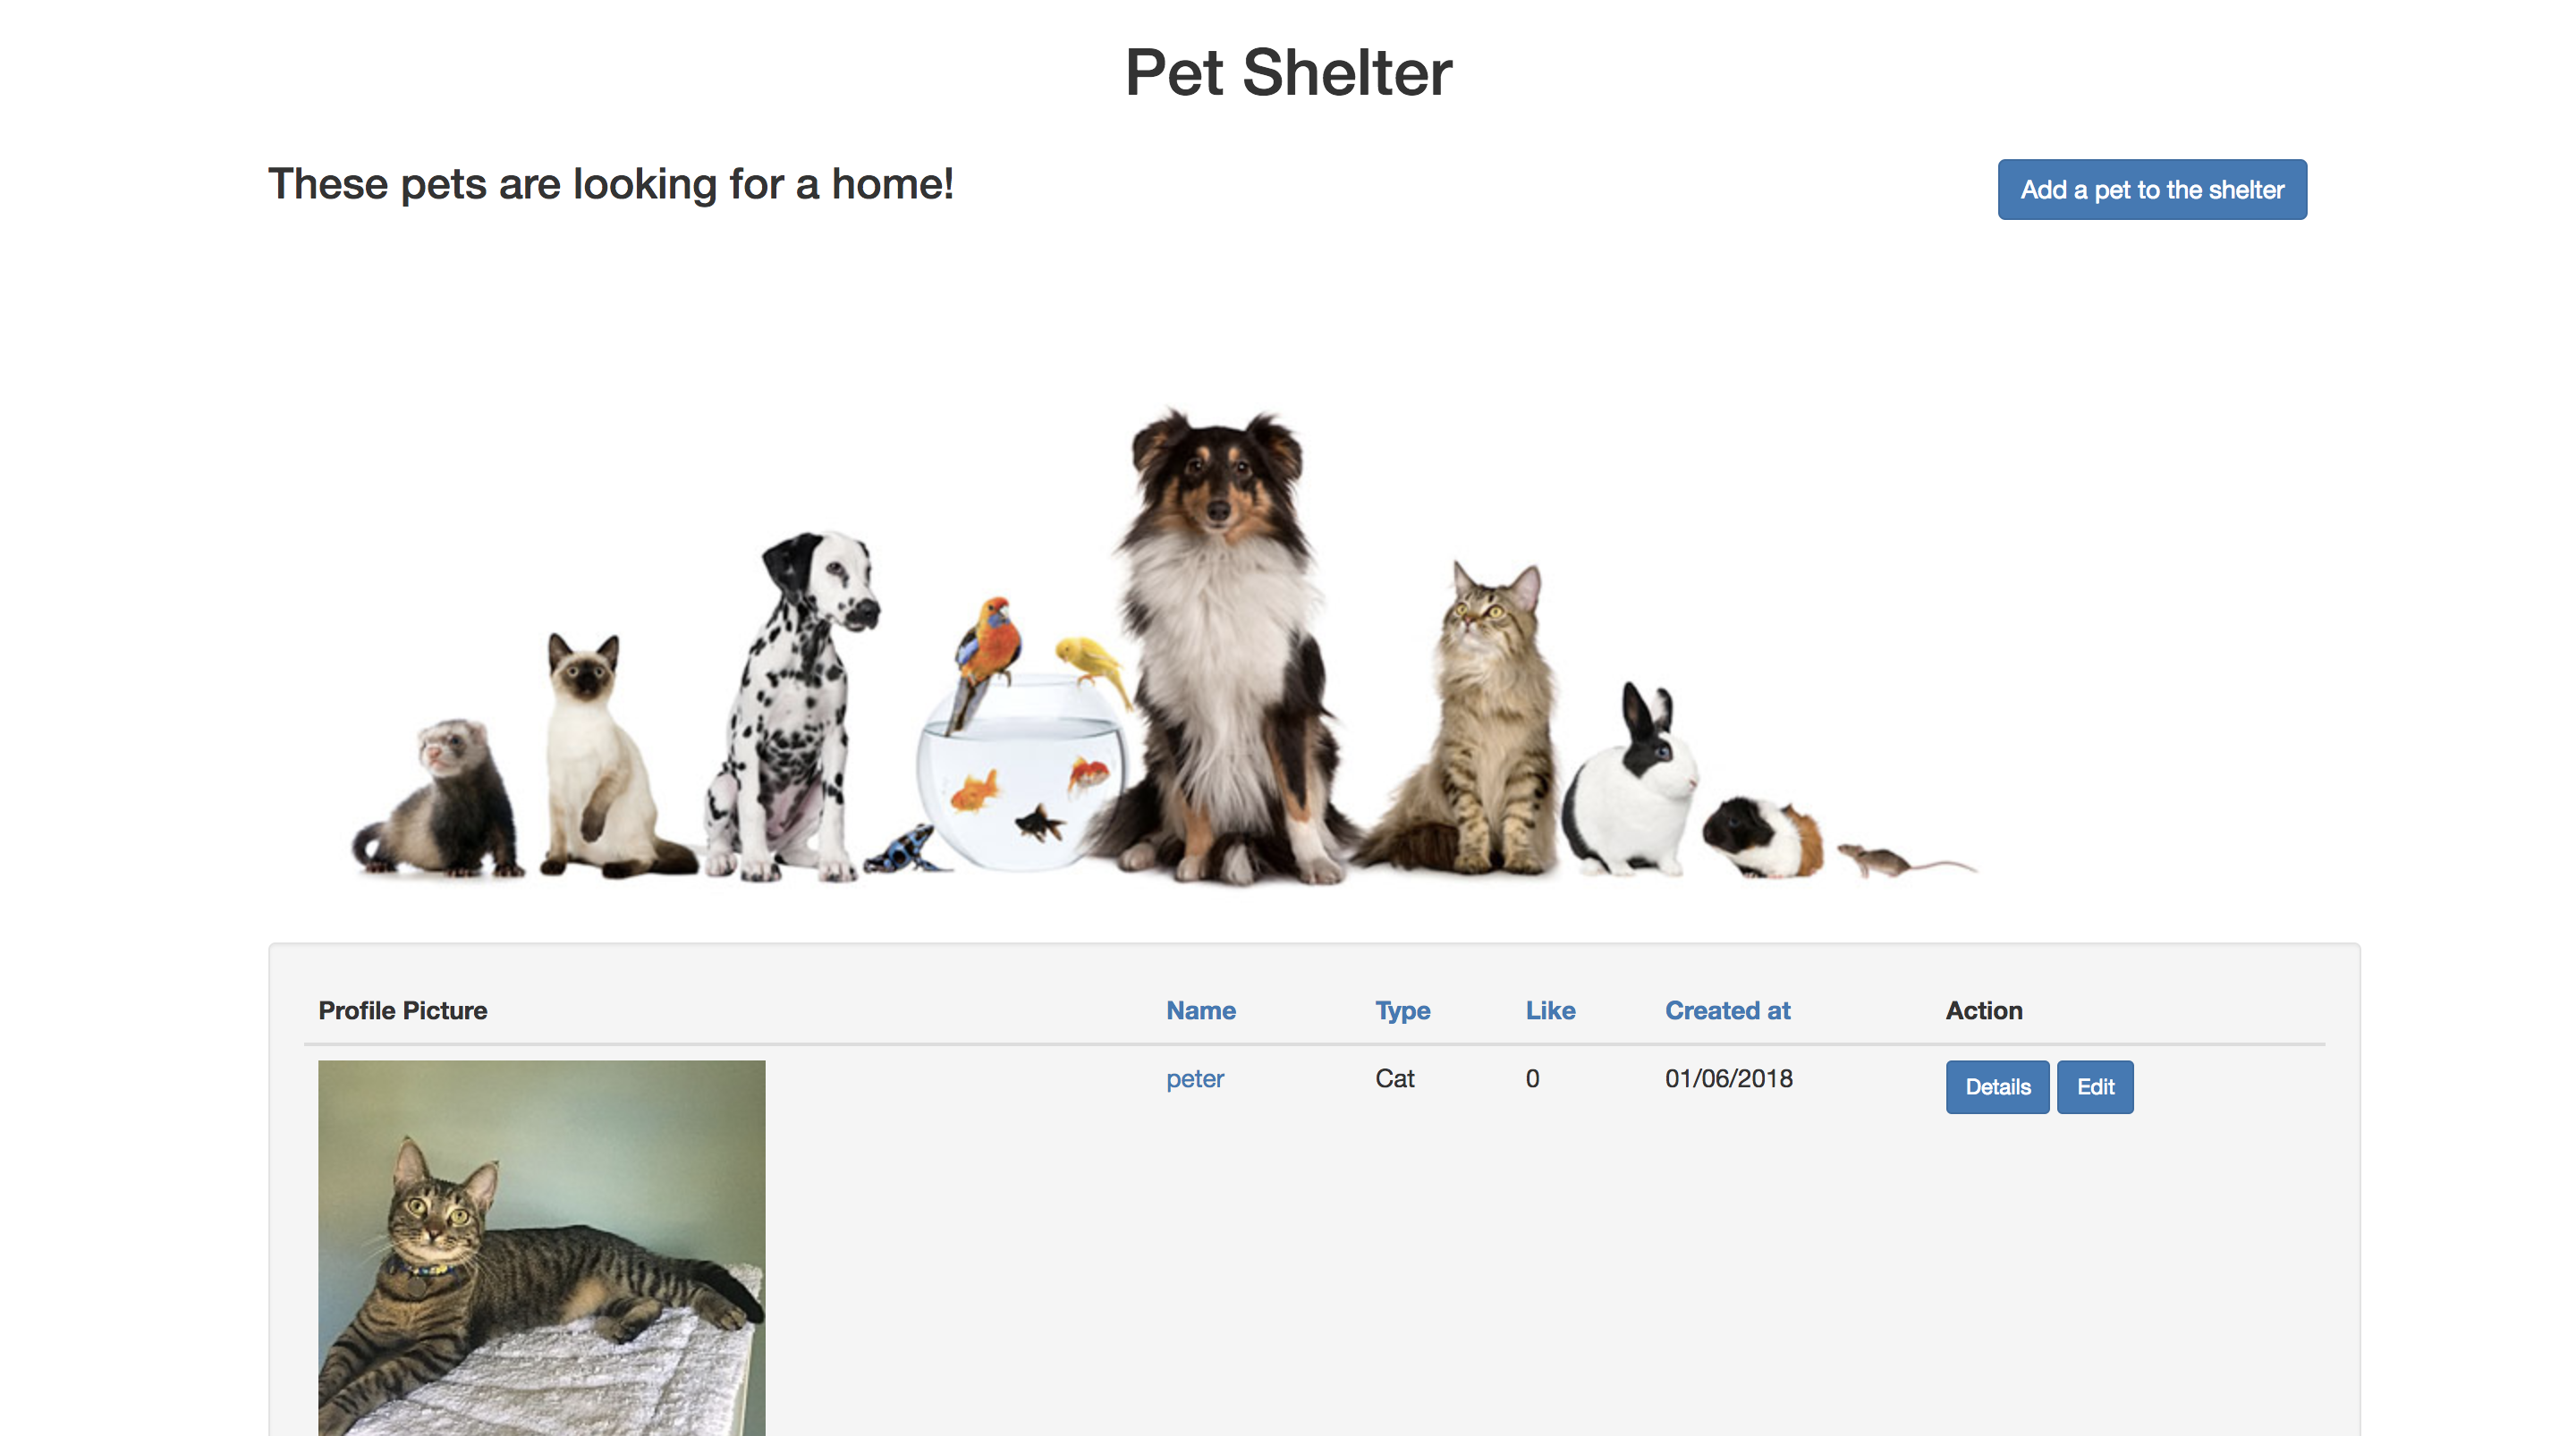 Pet Shelter
These pets are looking for a home!
Add a pet to the shelter
Profile Picture Name Type Like Created at Action
peter Cat 0 01/06/2018 Details Edit